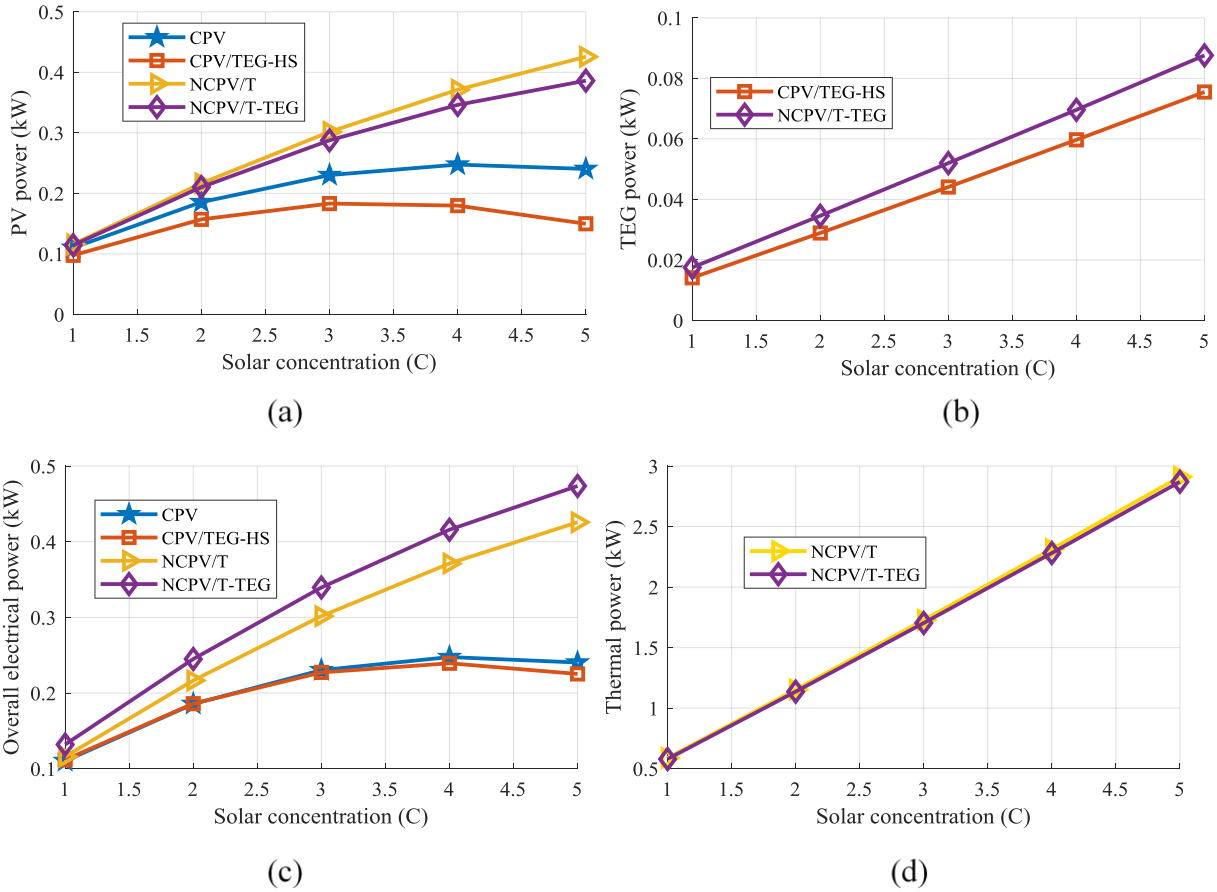 0.5
0.4
0.3
0.2
0.1
0
PV power (kW)
CPV
CPV/TEG-HS
NCPV/T
NCPV/T-TEG
1 1.5 2 2.5 3 3.5 4 4.5 5
Solar concentration (C)
(a)
0.1
0.08
0.06
0.04
0.02
0
TEG power (kW)
CPV/TEG-HS
NCPV/T-TEG
1 1.5 2 2.5 3 3.5 4 4.5 5
Solar concentration (C)
(b)
0.5
0.4
0.3
0.2
0.1
Overall electrical power (kW)
CPV
CPV/TEG-HS
NCPV/T
NCPV/T-TEG
1 1.5 2 2.5 3 3.5 4 4.5 5
Solar concentration (C)
(c)
3
2.5
2
1.5
1
0.5
Thermal power (kW)
NCPV/T
NCPV/T-TEG
1 1.5 2 2.5 3 3.5 4 4.5 5
Solar concentration (C)
(d)